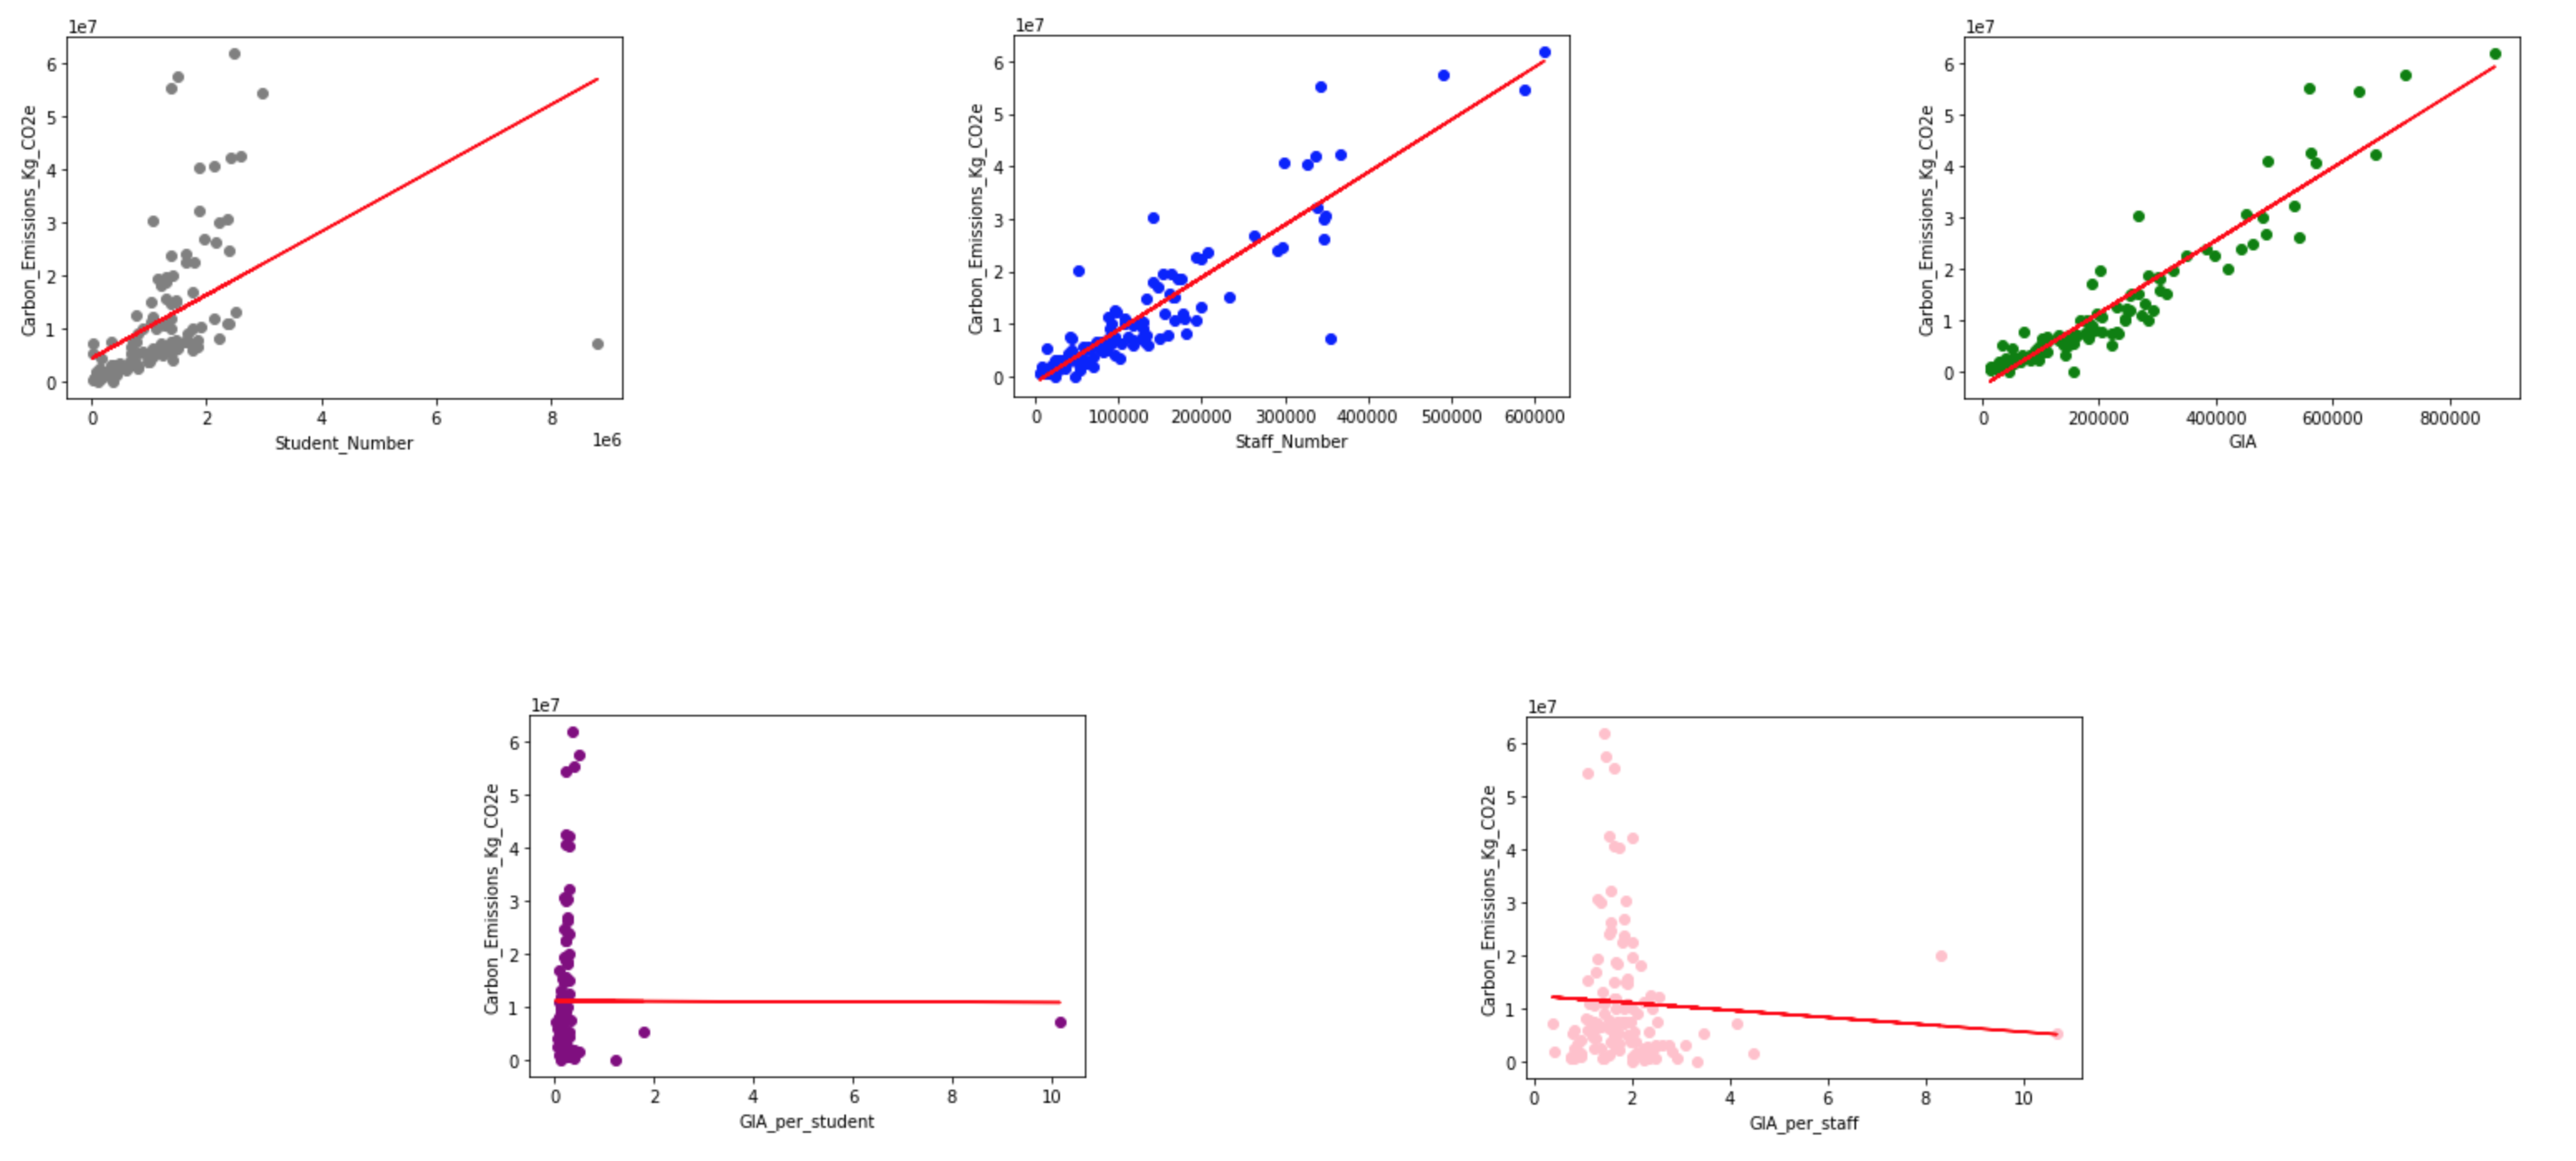 1e7
Carbon_Emissions_Kg_CO2e
6
5
4
3
2
1
0
0 2 4 6 8
1e6
Student_Number
1e7
Carbon_Emissions_Kg_CO2e
6
5
4
3
2
1
0
0 100000 200000 300000 400000 500000 600000
Staff_Number
1e7
Carbon_Emissions_Kg_CO2e
6
5
4
3
2
1
0
0 200000 400000 600000 800000
GIA
1e7
Carbon_Emissions_Kg_CO2e
6
5
4
3
2
1
0
0 2 4 6 8 10
GIA_per_student
1e7
Carbon_Emissions_Kg_CO2e
6
5
4
3
2
1
0
0 2 4 6 8 10
GIA_per_staff